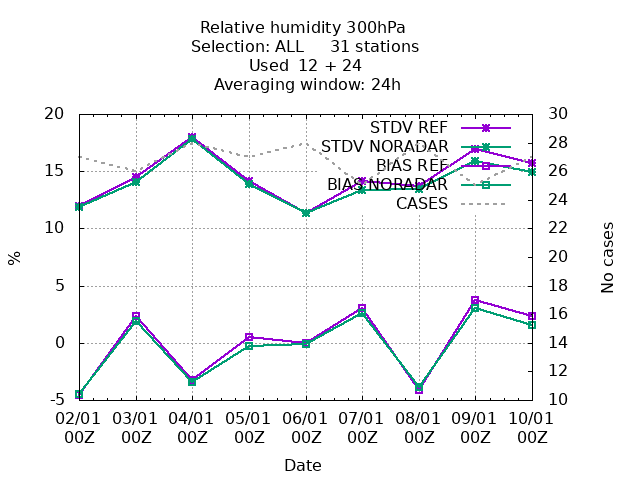 Relative humidity 300hPa
Selection: ALL     31 stations
Used  12 + 24
Averaging window: 24h
20
15
10
5
0
-5
%
30
28
26
24
22
20
18
16
14
12
10
No cases
STDV REF
STDV NORADAR
BIAS REF
BIAS NORADAR
CASES
02/01 03/01 04/01 05/01 06/01 07/01 08/01 09/01 10/01
00Z 00Z 00Z 00Z 00Z 00Z 00Z 00Z 00Z
Date